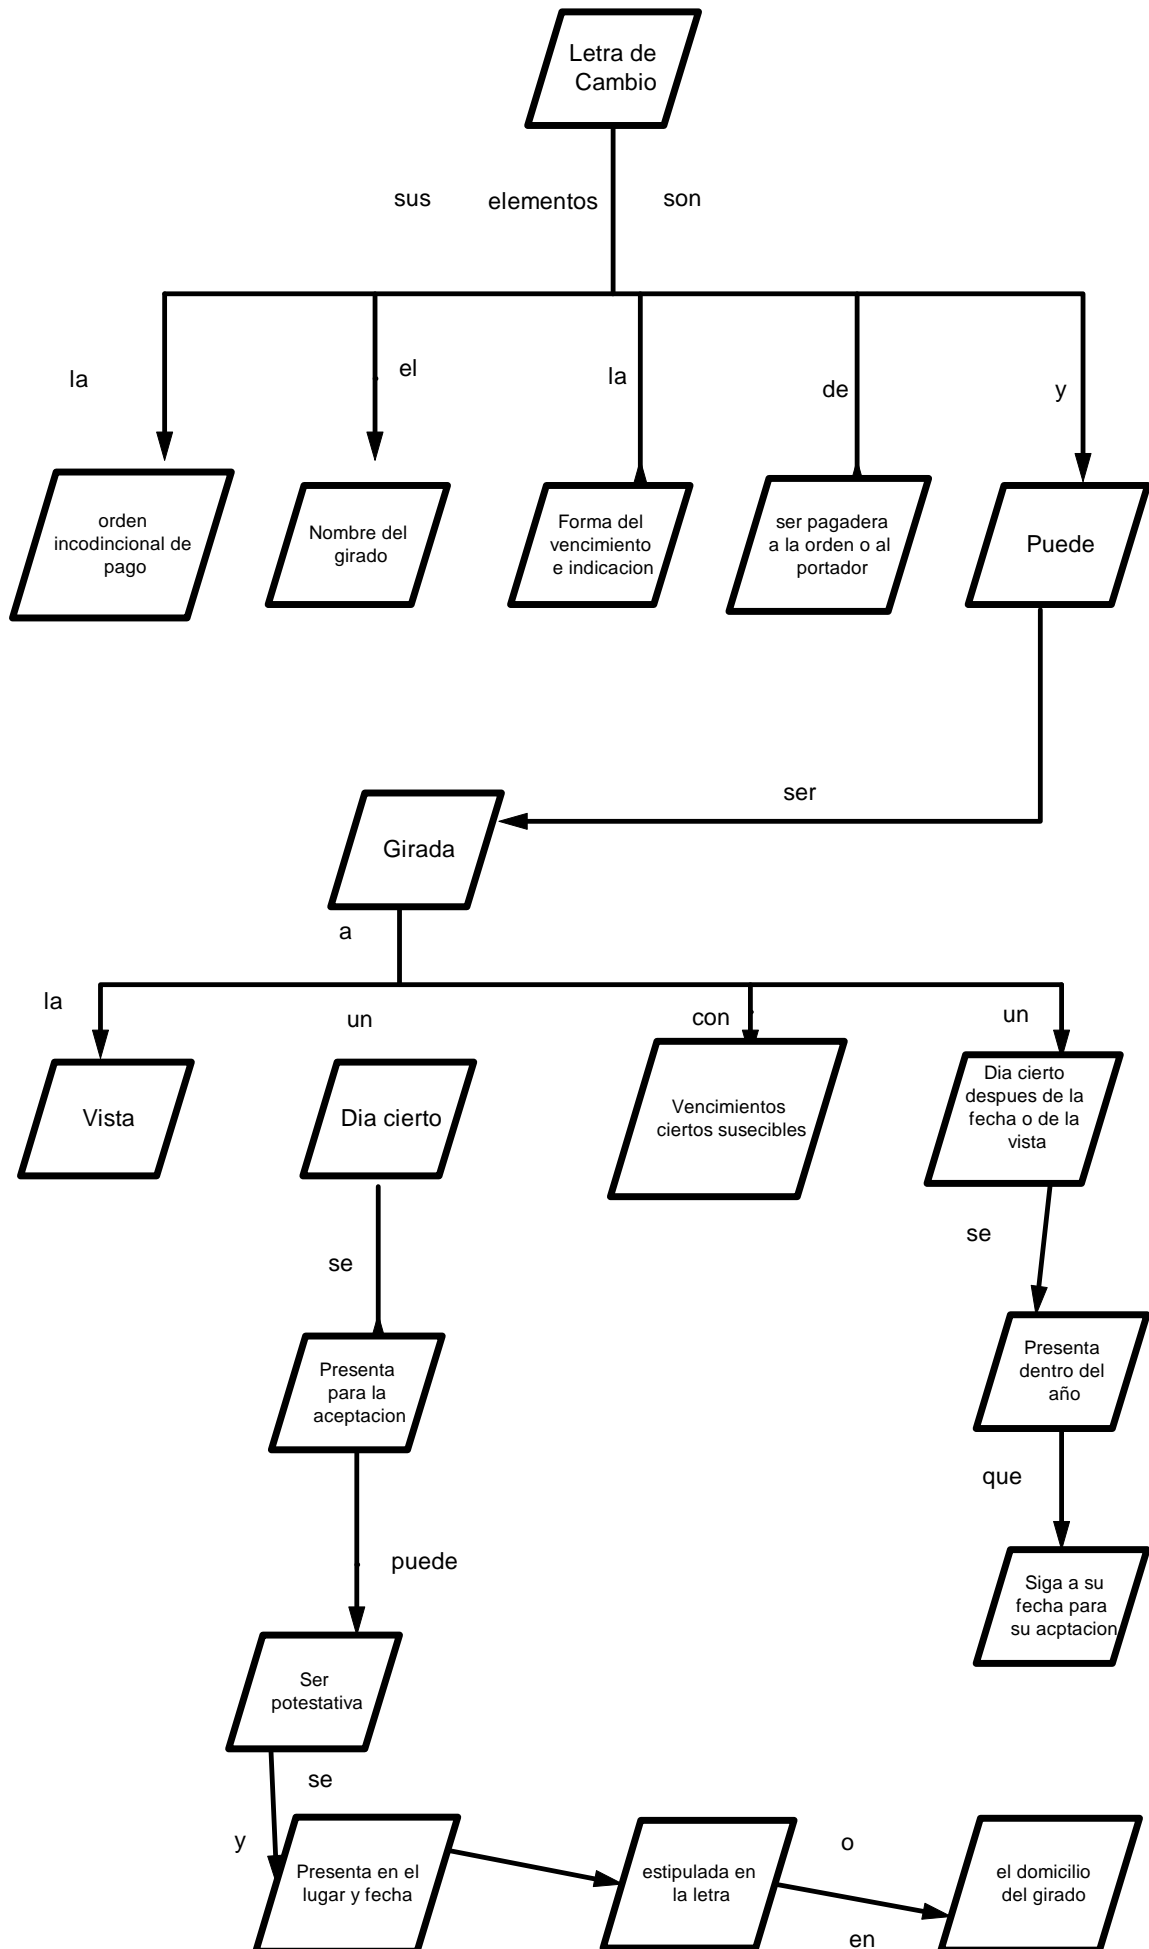 Letra de
Cambio
sus elementos son
la
el
la
de
y
orden
incodincional de
pago
Nombre del
girado
Forma del
vencimiento
e indicacion
ser pagadera
a la orden o al
portador
Puede
ser
Girada
a
la
un
con
un
Vista
Dia cierto
Vencimientos
ciertos susecibles
Dia cierto
despues de la
fecha o de la
vista
se
se
Presenta
para la
aceptacion
Presenta
dentro del
año
que
puede
Siga a su
fecha para
su acptacion
Ser
potestativa
se
y
Presenta en el
lugar y fecha
estipulada en
la letra
o
en
el domicilio
del girado